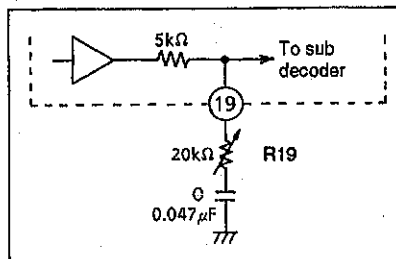 5kΩ
To sub
decoder
19
20kΩ
R19
0.047μF